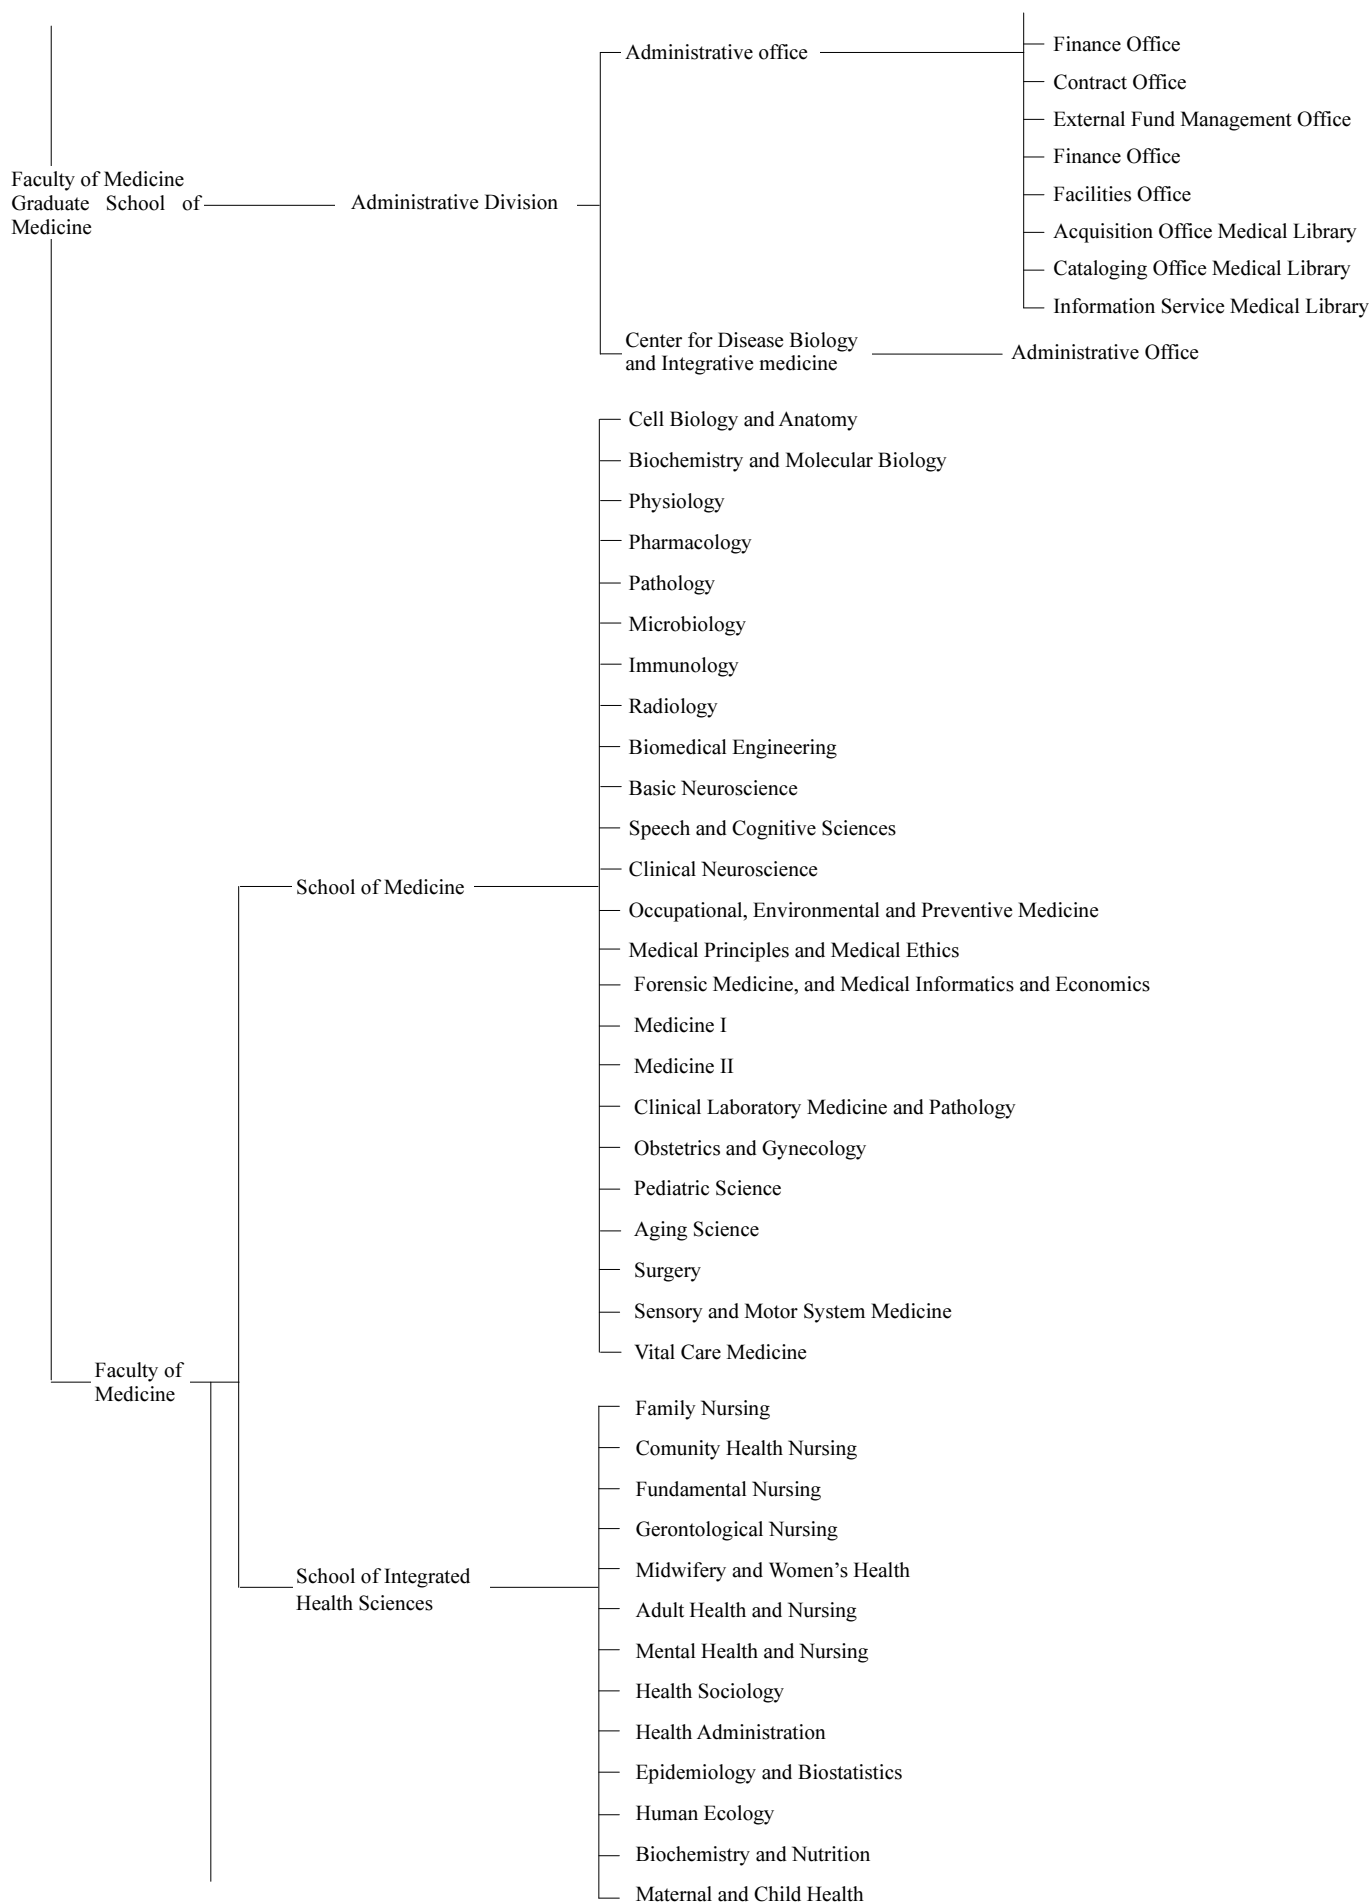 Finance Office
Administrative office
Contract Office
External Fund Management Office
Finance Office
Faculty of Medicine
Graduate School of
Medicine
Administrative Division
Facilities Office
Acquisition Office Medical Library
Cataloging Office Medical Library
Information Service Medical Library
Center for Disease Biology
and Integrative medicine
Administrative Office
Cell Biology and Anatomy
Biochemistry and Molecular Biology
Physiology
Pharmacology
Pathology
Microbiology
Immunology
Radiology
Biomedical Engineering
Basic Neuroscience
Speech and Cognitive Sciences
Clinical Neuroscience
School of Medicine
Occupational, Environmental and Preventive Medicine
Medical Principles and Medical Ethics
Forensic Medicine, and Medical Informatics and Economics
Medicine I
Medicine II
Clinical Laboratory Medicine and Pathology
Obstetrics and Gynecology
Pediatric Science
Aging Science
Surgery
Sensory and Motor System Medicine
Vital Care Medicine
Faculty of
Medicine
Family Nursing
Comunity Health Nursing
Fundamental Nursing
Gerontological Nursing
Midwifery and Women’s Health
School of Integrated
Health Sciences
Adult Health and Nursing
Mental Health and Nursing
Health Sociology
Health Administration
Epidemiology and Biostatistics
Human Ecology
Biochemistry and Nutrition
Maternal and Child Health